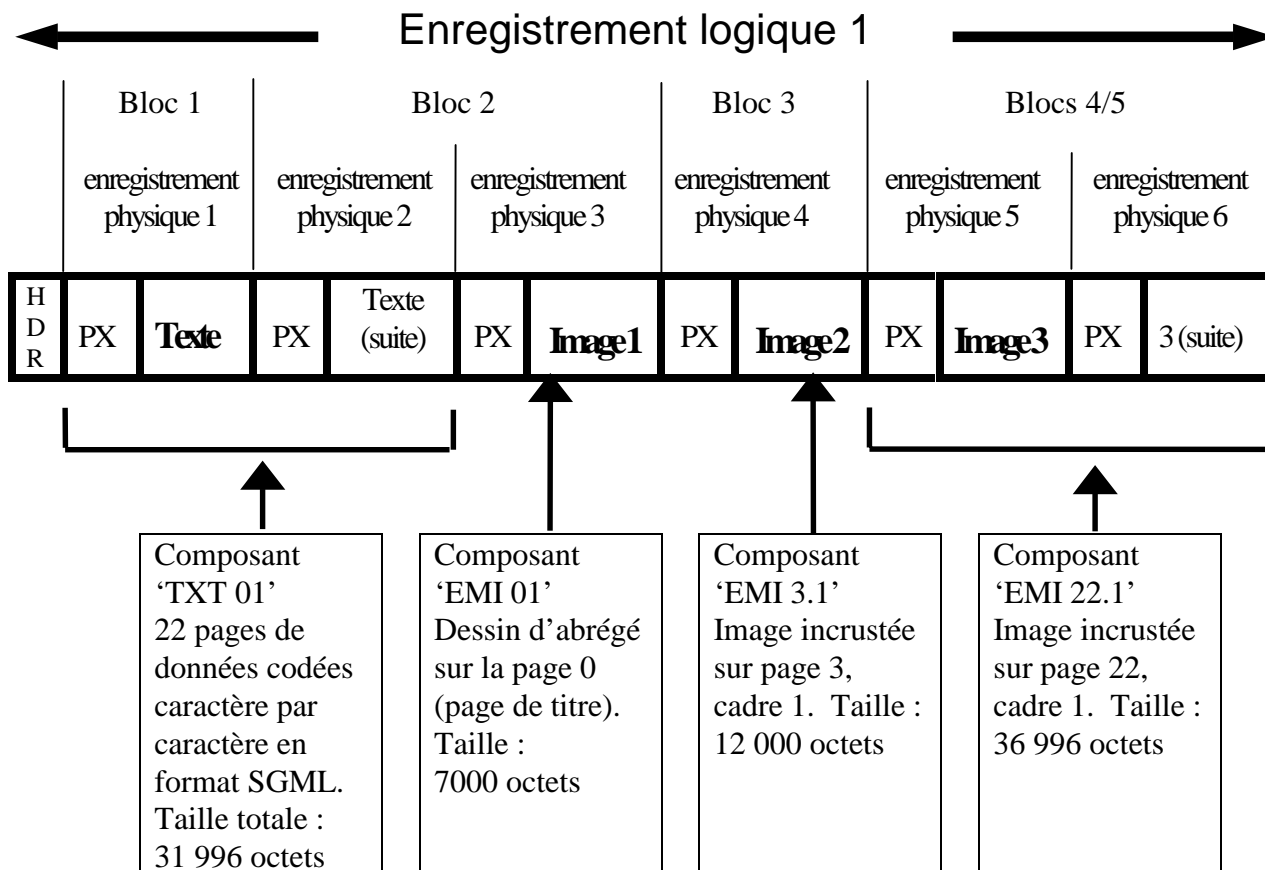 Enregistrement logique 1
Bloc 1
Bloc 2
Bloc 3
Blocs 4/5
enregistrement
physique 1
enregistrement
physique 2
enregistrement
physique 3
enregistrement
physique 4
enregistrement
physique 5
enregistrement
physique 6
H
D
R
PX
Texte
PX
Texte
(suite)
PX
Image1
PX
Image2
PX
Image3
PX
3 (suite)
Composant
‘TXT 01’
22 pages de
données codées
caractère par
caractère en
format SGML.
Taille totale :
31 996 octets
Composant
‘EMI 01’
Dessin d’abrégé
sur la page 0
(page de titre).
Taille :
7000 octets
Composant
‘EMI 3.1’
Image incrustée
sur page 3,
cadre 1. Taille :
12 000 octets
Composant
‘EMI 22.1’
Image incrustée
sur page 22,
cadre 1. Taille :
36 996 octets